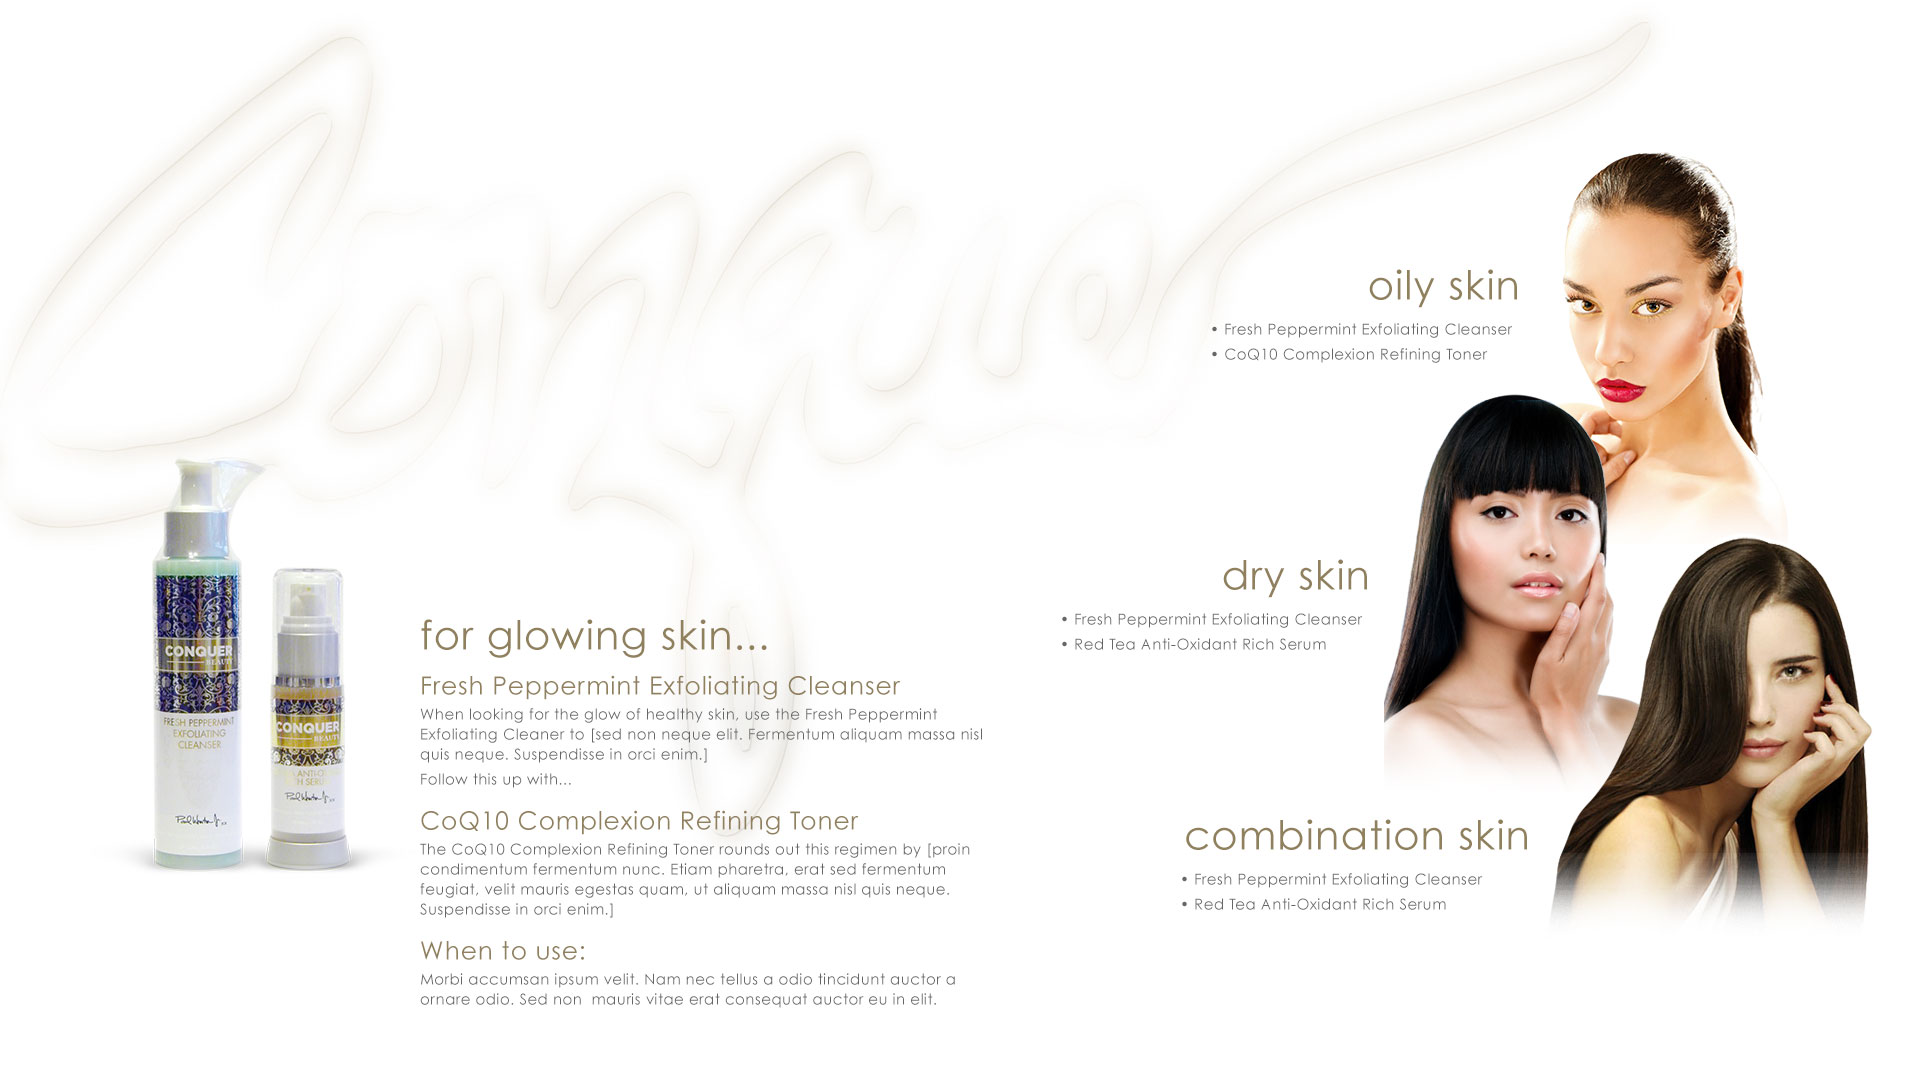 Conquer
CONQUER
BEAUTY
FRESH PEPPERMINT
EXFOLIATING
CLEANSER
CONQUER
BEAUTY
for glowing skin...
Fresh Peppermint Exfoliating Cleanser
When looking for the glow of healthy skin, use the Fresh Peppermint
Exfoliating Cleaner to [sed non neque elit. Fermentum aliquam massa nisl
quis neque. Suspendisse in orci enim.]
Follow this up with...
CoQ10 Complexion Refining Toner
The CoQ10 Complexion Refining Toner rounds out this regimen by [proin
condimentum fermentum nunc. Etiam pharetra, erat sed fermentum
feugiat, velit mauris egestas quam, ut aliquam massa nisl quis neque.
Suspendisse in orci enim.]
When to use:
Morbi accumsan ipsum velit. Nam nec tellus a odio tincidunt auctor a
ornare odio. Sed non  mauris vitae erat consequat auctor eu in elit.
oily skin
• Fresh Peppermint Exfoliating Cleanser
• CoQ10 Complexion Refining Toner
dry skin
• Fresh Peppermint Exfoliating Cleanser
• Red Tea Anti-Oxidant Rich Serum
combination skin
• Fresh Peppermint Exfoliating Cleanser
• Red Tea Anti-Oxidant Rich Serum